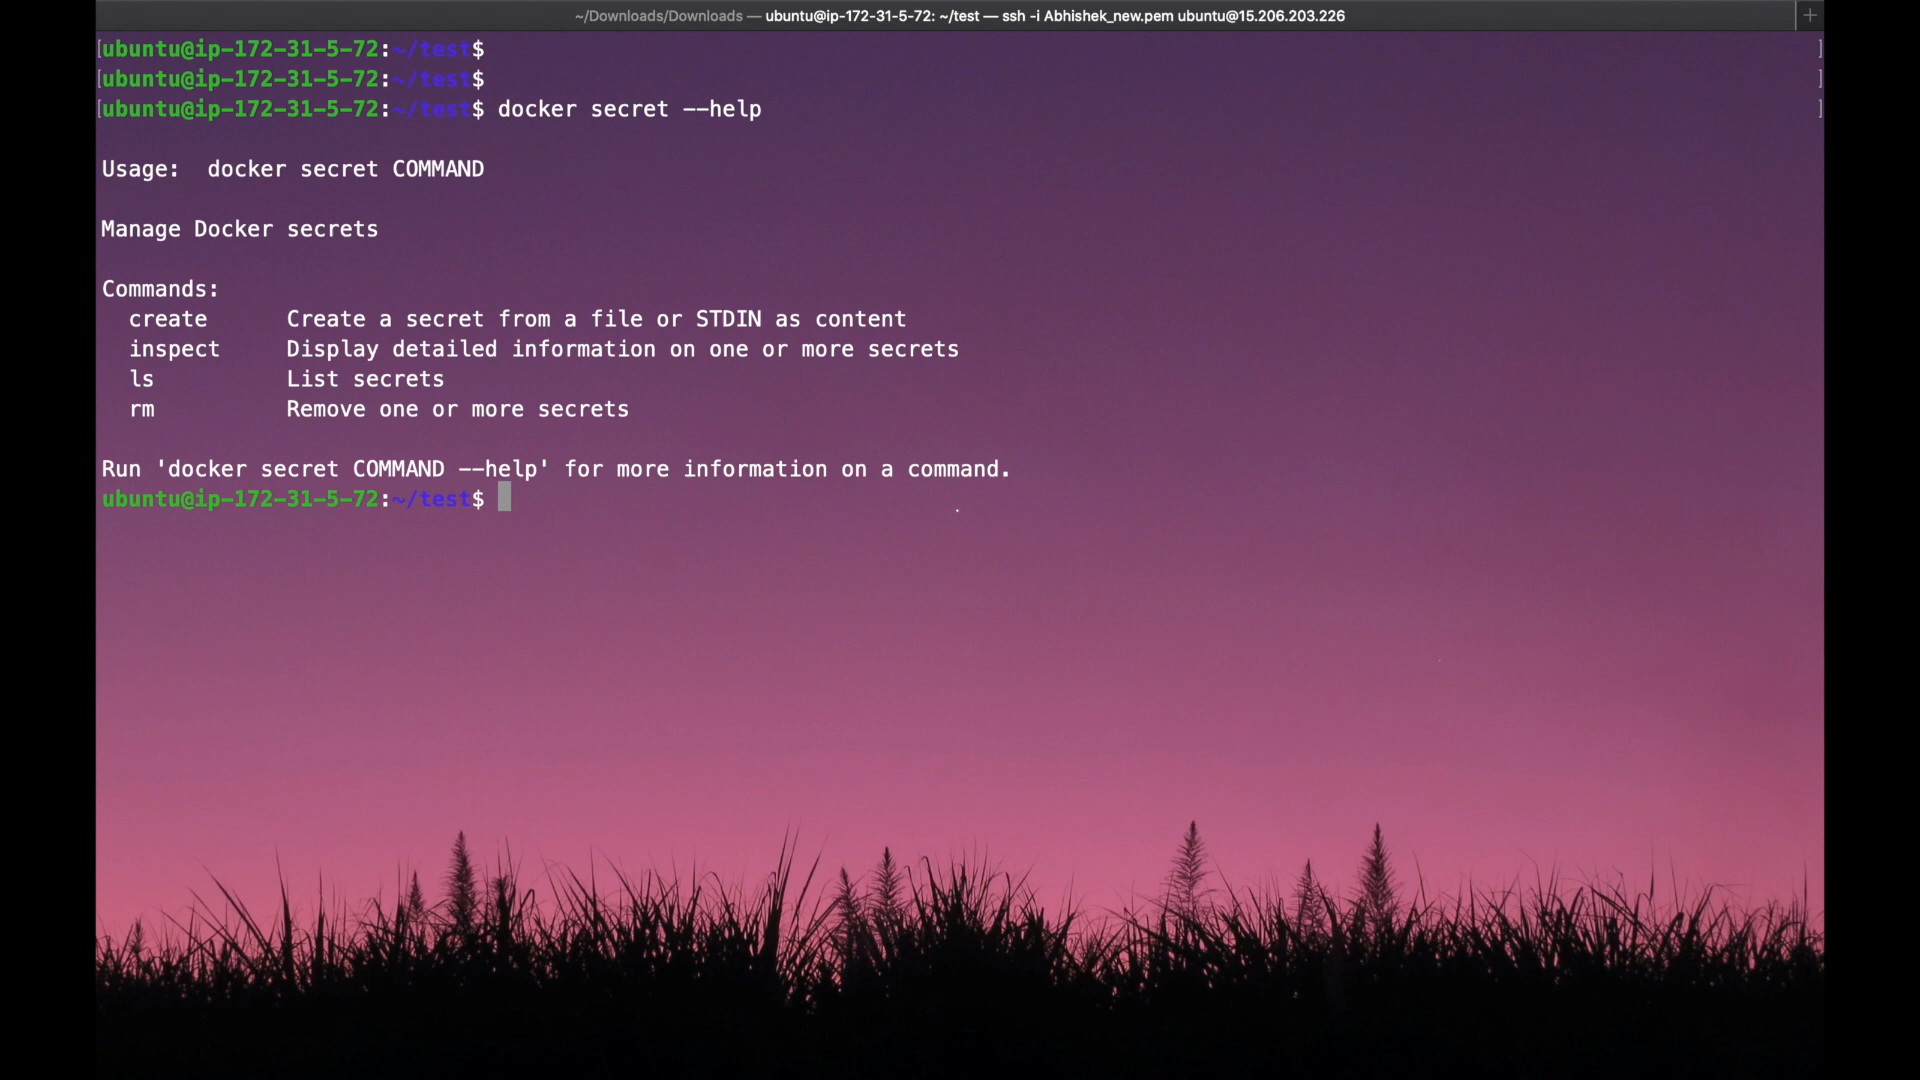 ~/Downloads/Downloads — ubuntu@ip-172-31-5-72: ~/test — ssh -i Abhishek_new.pem ubuntu@15.206.203.226 +
[ubuntu@ip-172-31-5-72:~/test$ ]
[ubuntu@ip-172-31-5-72:~/test$ ]
[ubuntu@ip-172-31-5-72:~/test$ docker secret --help ]
Usage:  docker secret COMMAND
Manage Docker secrets
Commands:
  create      Create a secret from a file or STDIN as content
  inspect     Display detailed information on one or more secrets
  ls          List secrets
  rm          Remove one or more secrets
Run 'docker secret COMMAND --help' for more information on a command.
ubuntu@ip-172-31-5-72:~/test$